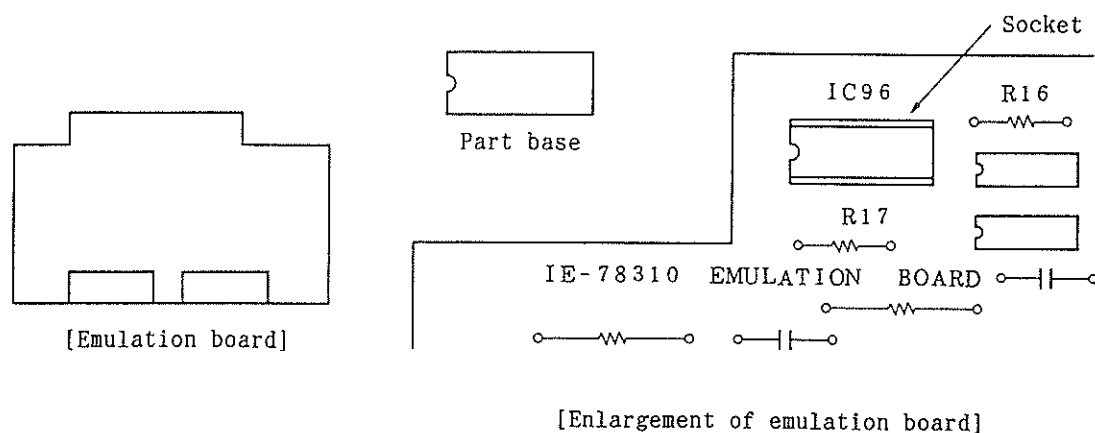 Socket
IC96
R16
Part base
R17
IE-78310 EMULATION BOARD
[Emulation board]
[Enlargement of emulation board]